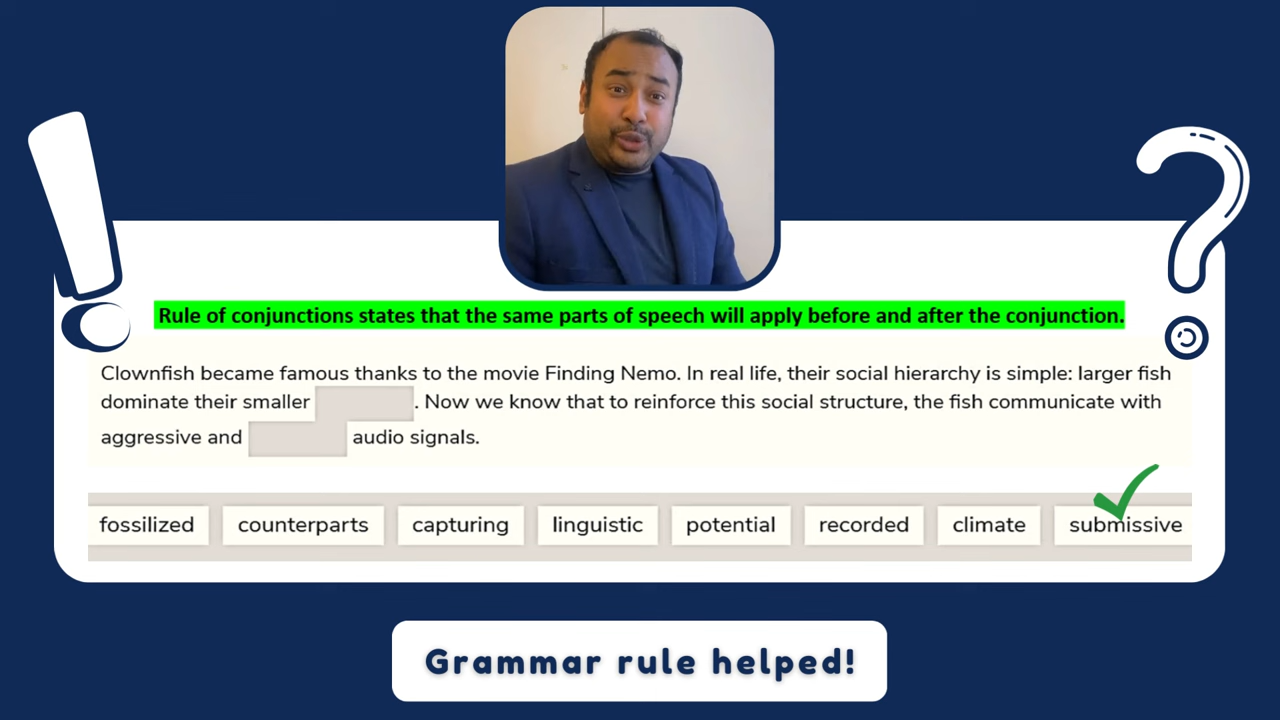 Rule of conjunctions states that the same parts of speech will apply before and after the conjunction.
Clownfish became famous thanks to the movie Finding Nemo. In real life, their social hierarchy is simple: larger fish
dominate their smaller . Now we know that to reinforce this social structure, the fish communicate with
aggressive and audio signals.
fossilized counterparts capturing linguistic potential recorded climate submissive
Grammar rule helped!